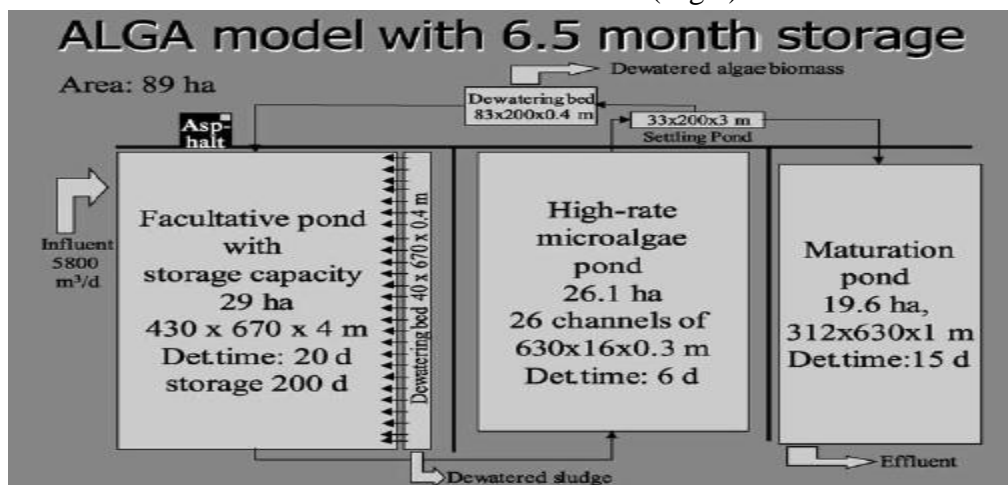 ALGA model with 6.5 month storage
Area: 89 ha
Dewatered algae biomass
Dewatering bed
83x200x0.4 m
33x200x3 m
Settling Pond
Asp-
halt
Influent
5800
m³/d
Facultative pond
with
storage capacity
29 ha
430 x 670 x 4 m
Det.time: 20 d
storage 200 d
Dewatering bed 40 x 670 x 0.4 m
High-rate
microalgae
pond
26.1 ha
26 channels of
630x16x0.3 m
Det.time: 6 d
Maturation
pond
19.6 ha,
312x630x1 m
Det.time:15 d
Dewatered sludge
Effluent